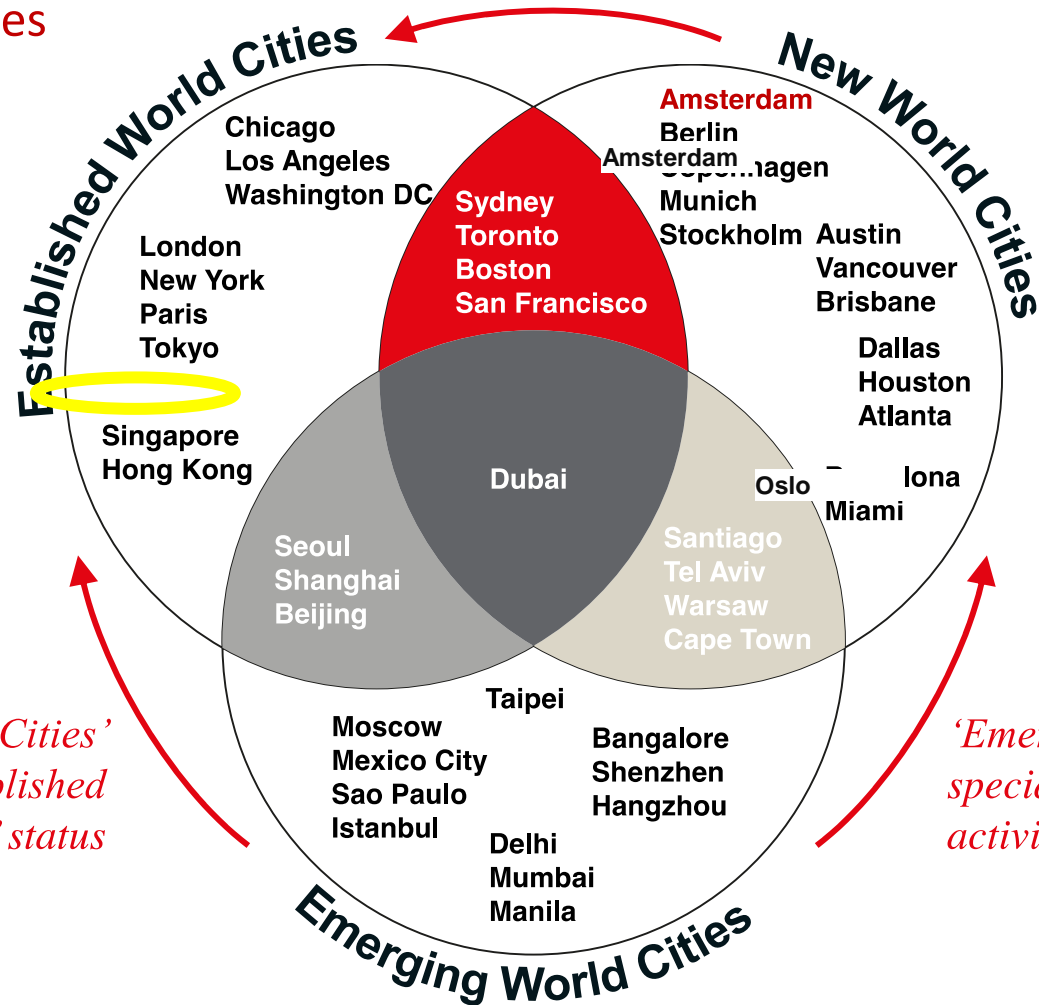 es
Established World Cities
New World Cities
Chicago
Los Angeles
Washington DC
London
New York
Paris
Tokyo
Singapore
Hong Kong
Sydney
Toronto
Boston
San Francisco
Amsterdam
Berlin
Amsterdam
Munich
Stockholm
Austin
Vancouver
Brisbane
Dallas
Houston
Atlanta
Oslo
lona
Miami
Dubai
Seoul
Shanghai
Beijing
Santiago
Tel Aviv
Warsaw
Cape Town
Taipei
Moscow
Mexico City
Sao Paulo
Istanbul
Bangalore
Shenzhen
Hangzhou
Delhi
Mumbai
Manila
Emerging World Cities
Cities’
blished
’ status
‘Emer
specia
activi